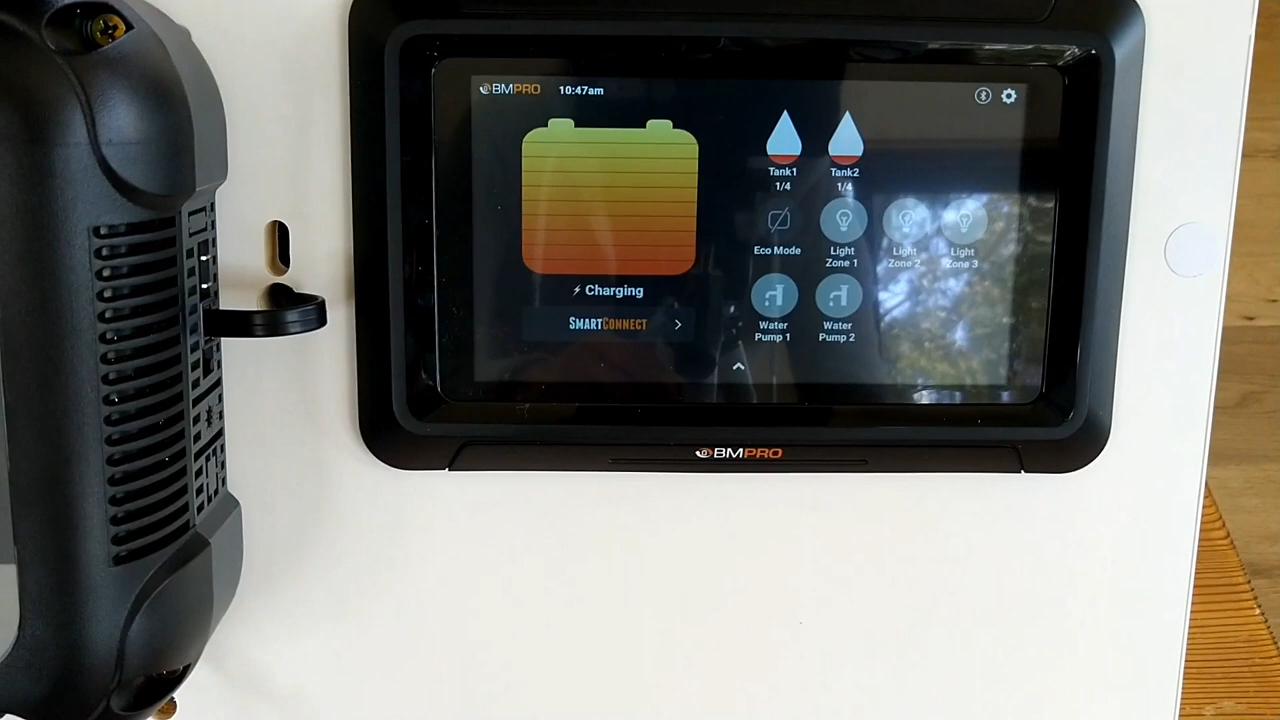 BMPRO 10:47am
Tank1
1/4
Tank2
1/4
Eco Mode
Light
Zone 1
Light
Zone 2
Light
Zone 3
Charging
SMARTCONNECT
Water
Pump 1
Water
Pump 2
BMPRO